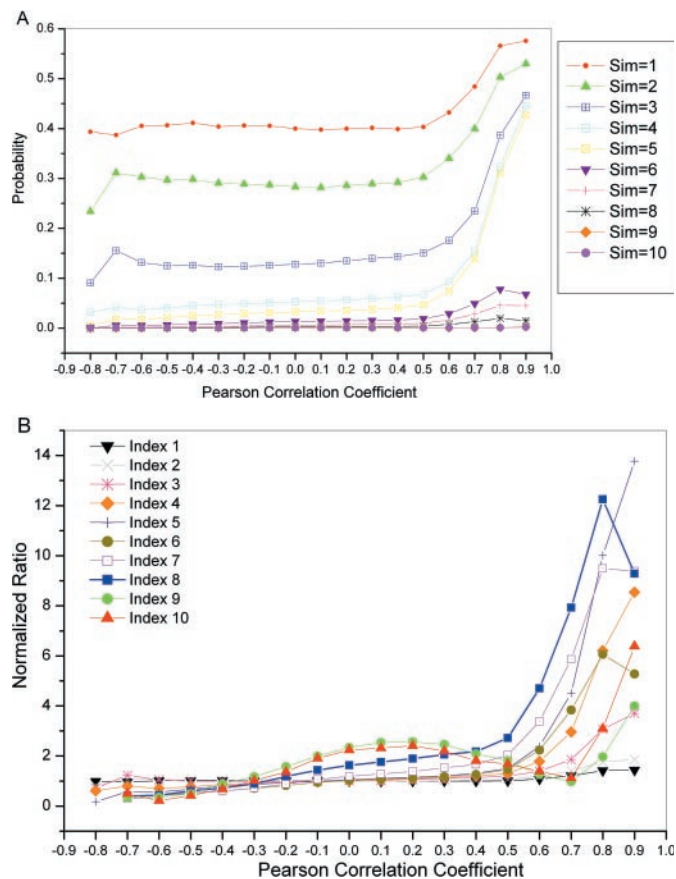 A
0.6
0.5
0.4
0.3
0.2
0.1
0.0
Probability
-0.9 -0.8 -0.7 -0.6 -0.5 -0.4 -0.3 -0.2 -0.1 0.0 0.1 0.2 0.3 0.4 0.5 0.6 0.7 0.8 0.9 1.0
Pearson Correlation Coefficient
Sim=1
Sim=2
Sim=3
Sim=4
Sim=5
Sim=6
Sim=7
Sim=8
Sim=9
Sim=10
B
14
12
10
8
6
4
2
0
Normalized Ratio
Index 1
Index 2
Index 3
Index 4
Index 5
Index 6
Index 7
Index 8
Index 9
Index 10
-0.9 -0.8 -0.7 -0.6 -0.5 -0.4 -0.3 -0.2 -0.1 0.0 0.1 0.2 0.3 0.4 0.5 0.6 0.7 0.8 0.9 1.0
Pearson Correlation Coefficient